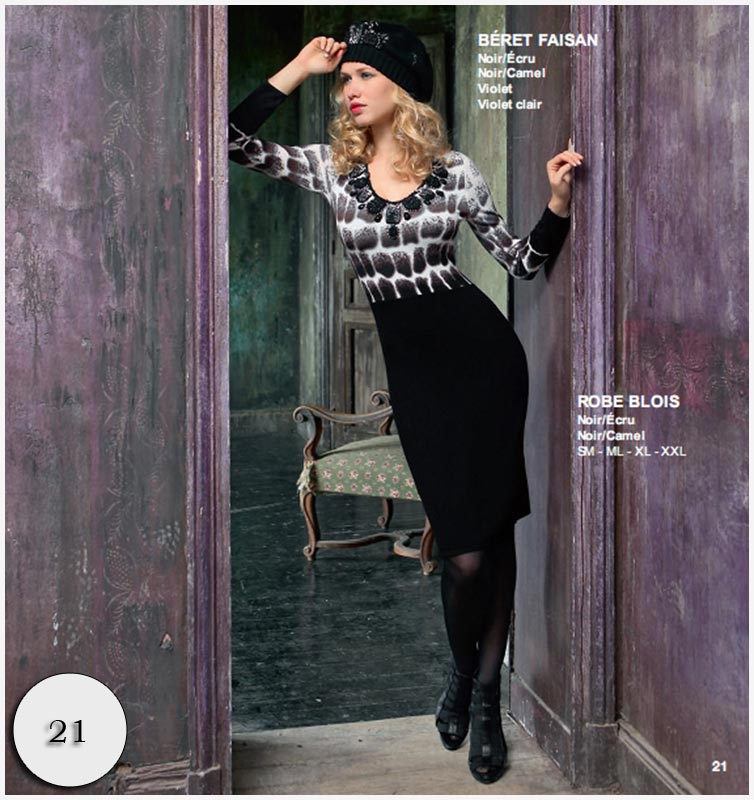 BÉRET FAISAN
Noir/Écru
Noir/Camel
Violet
Violet clair
ROBE BLOIS
Noir/Écru
Noir/Camel
SM - ML - XL - XXL
21
21